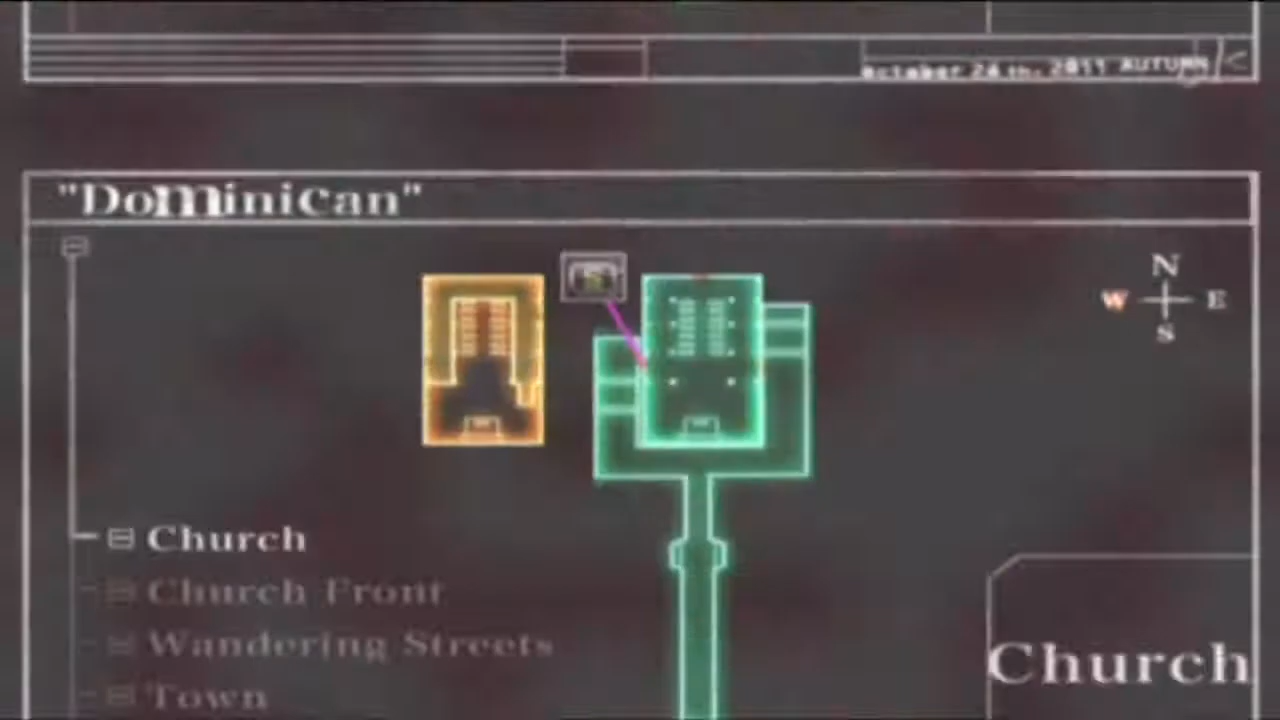 October 24 th. 2011 AUTUMN
"Dominican"
N
W E
S
Church
Church Front
Wandering Streets
Town
Church